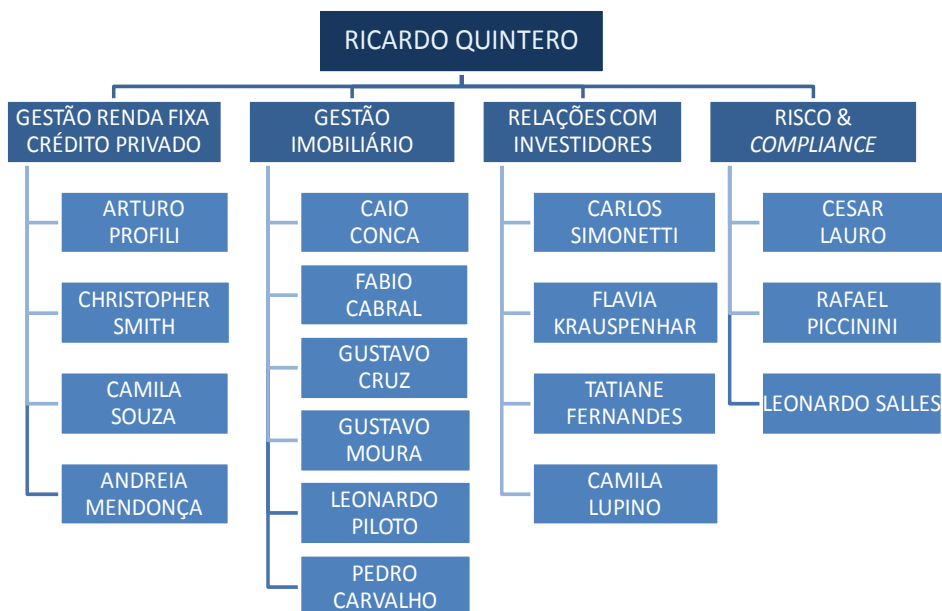 RICARDO QUINTERO
GESTÃO RENDA FIXA
CRÉDITO PRIVADO
ARTURO
PROFILI
CHRISTOPHER
SMITH
CAMILA
SOUZA
ANDREIA
MENDONÇA
GESTÃO
IMOBILIÁRIO
CAIO
CONCA
FABIO
CABRAL
GUSTAVO
CRUZ
GUSTAVO
MOURA
LEONARDO
PILOTO
PEDRO
CARVALHO
RELAÇÕES COM
INVESTIDORES
CARLOS
SIMONETTI
FLAVIA
KRAUSPENHAR
TATIANE
FERNANDES
CAMILA
LUPINO
RISCO &
COMPLIANCE
CESAR
LAURO
RAFAEL
PICCININI
LEONARDO SALLES